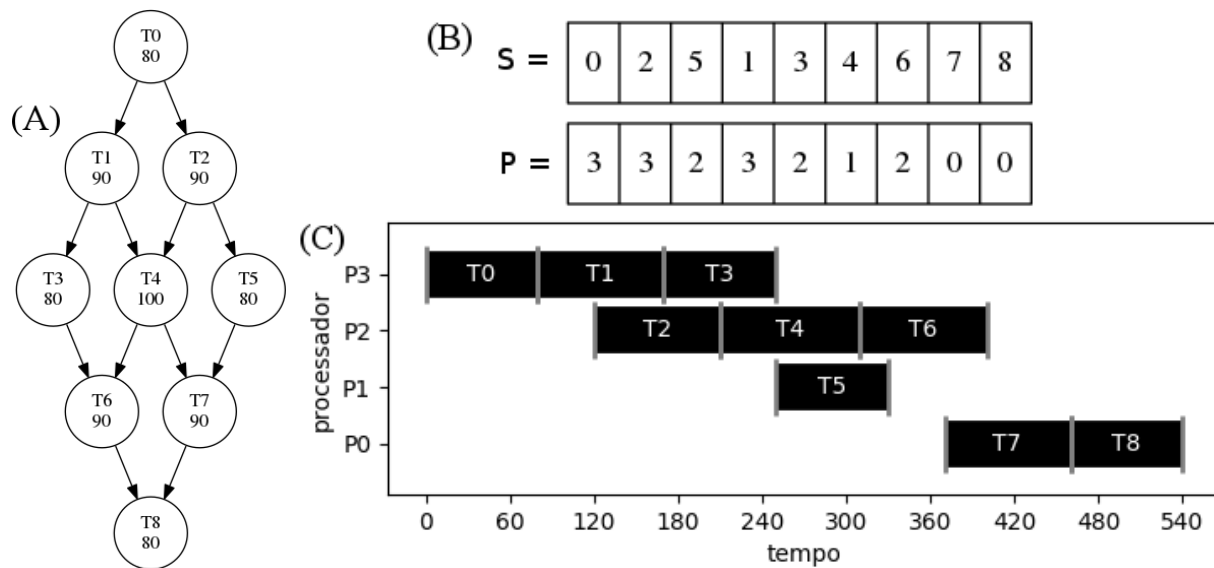 (A)
T0
80
T1
90
T2
90
T3
80
T4
100
T5
80
T6
90
T7
90
T8
80
(B)
S = 0 2 5 1 3 4 6 7 8
P = 3 3 2 3 2 1 2 0 0
(C)
processador
P3 T0 T1 T3
P2 T2 T4 T6
P1 T5
P0 T7 T8
0 60 120 180 240 300 360 420 480 540
tempo